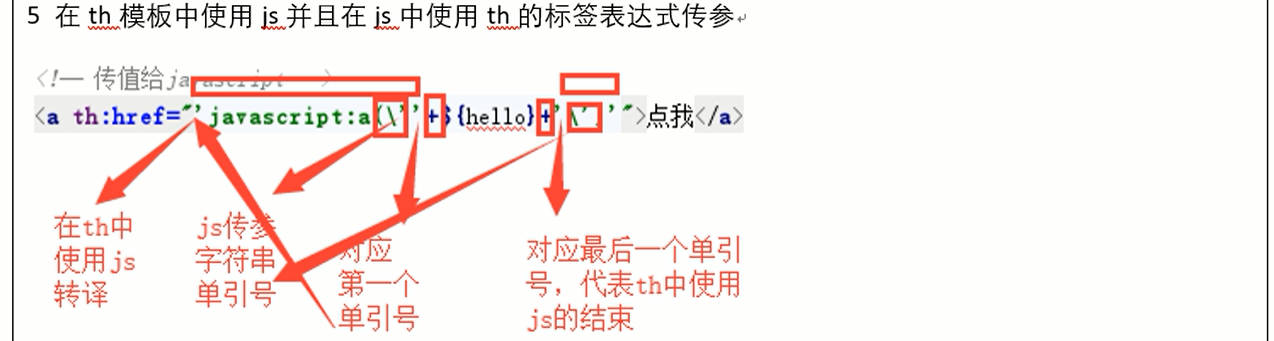 5 在 th 模板中使用 js 并且在 js 中使用 th 的标签表达式传参
<!-- 传值给javascript -->
<a th:href="'javascript:a(\''+${hello}+'\')'">点我</a>
在th中
使用js
转译
js传参
字符串
单引号
对应
第一个
单引号
对应最后一个单引
号，代表th中使用
js的结束